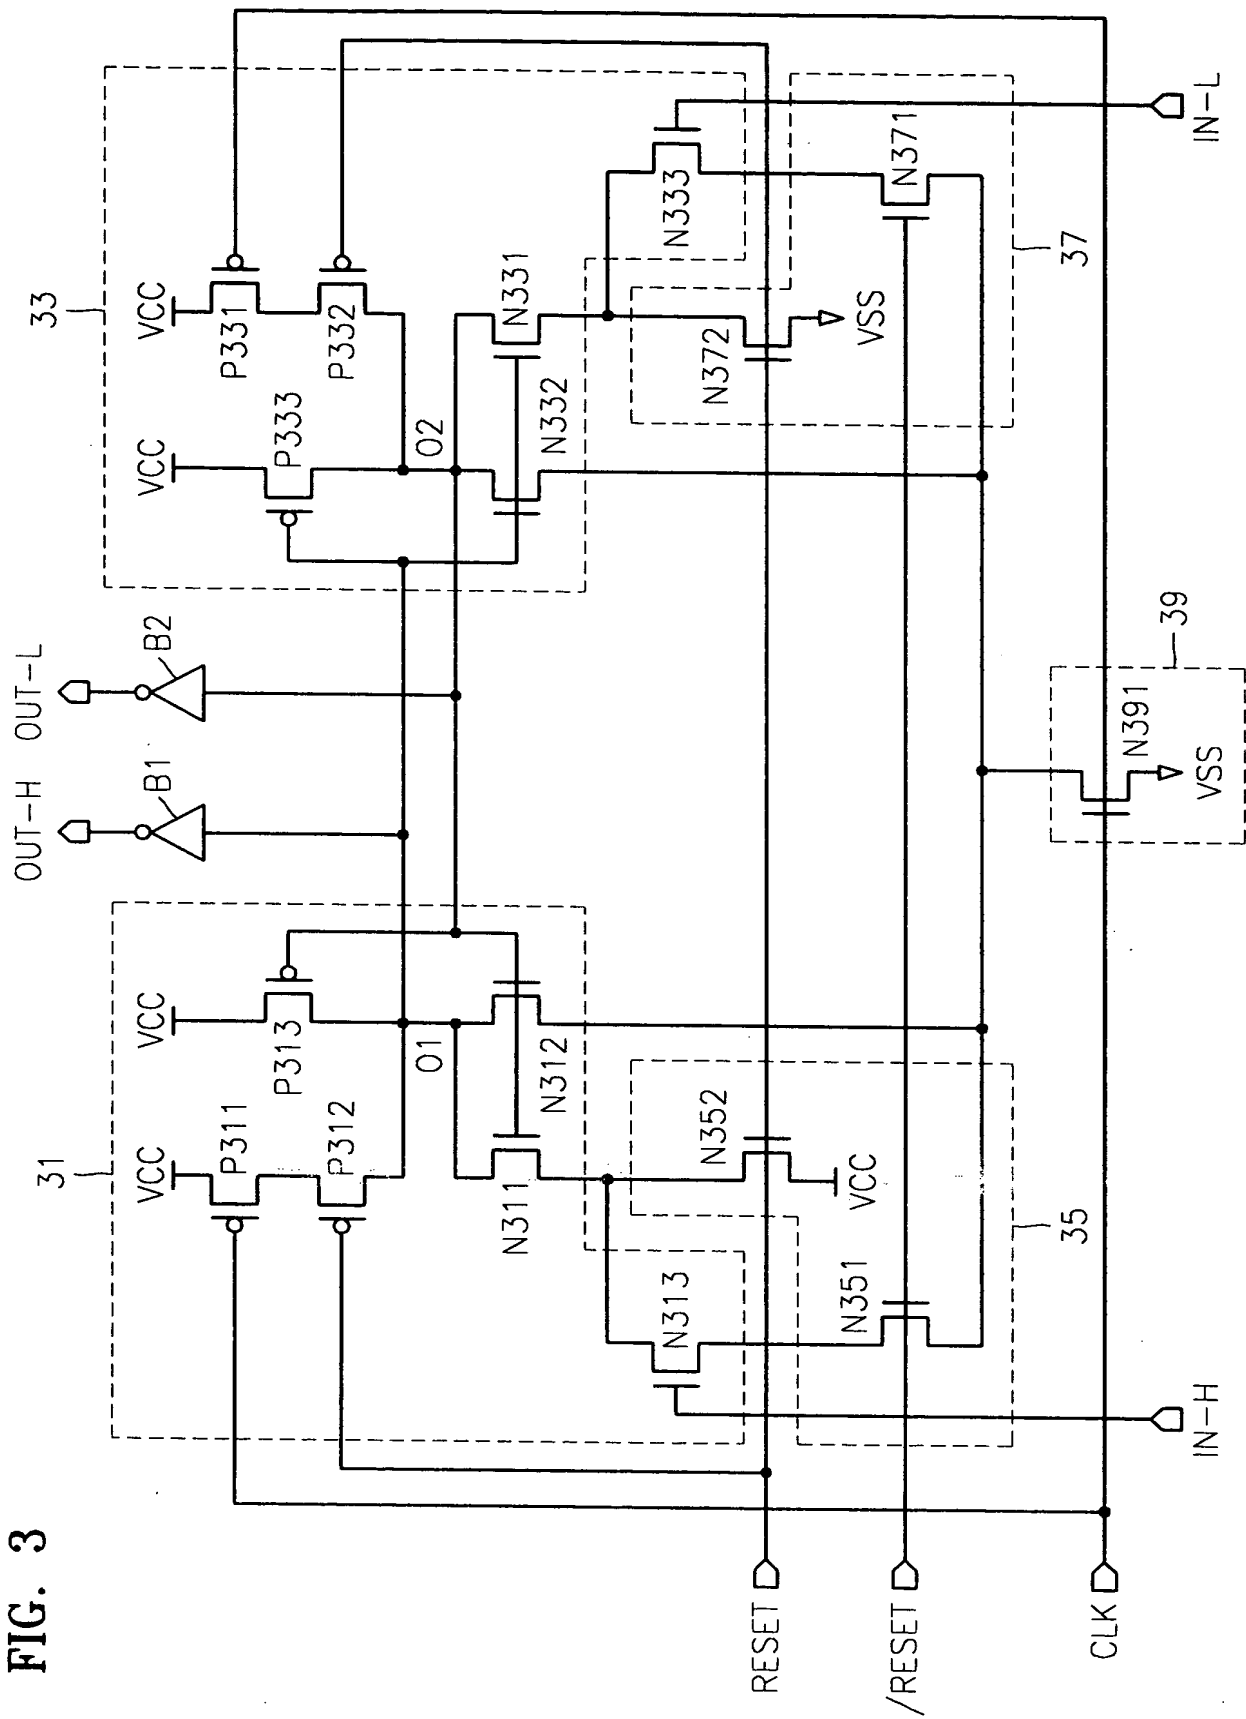 FIG. 3
OUT-H
OUT-L
B1
B2
31
33
VCC
VCC
VCC
VCC
P311
P313
P333
P331
P312
P332
O1
O2
N311
N312
N332
N331
N313
N333
N352
N372
VCC
VSS
N351
N371
35
37
N391
39
VSS
RESET
/RESET
CLK
IN-H
IN-L